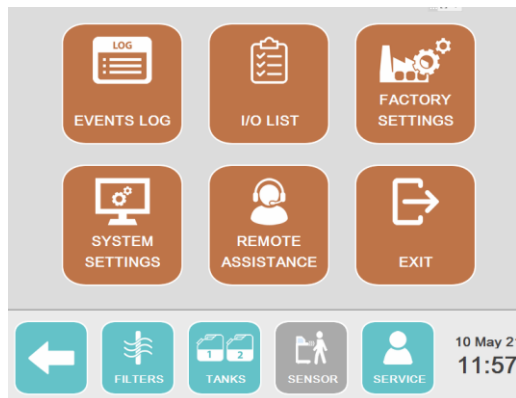 LOG
EVENTS LOG
I/O LIST
FACTORY
SETTINGS
SYSTEM
SETTINGS
REMOTE
ASSISTANCE
EXIT
FILTERS
1 2
TANKS
SENSOR
SERVICE
10 May
11:57